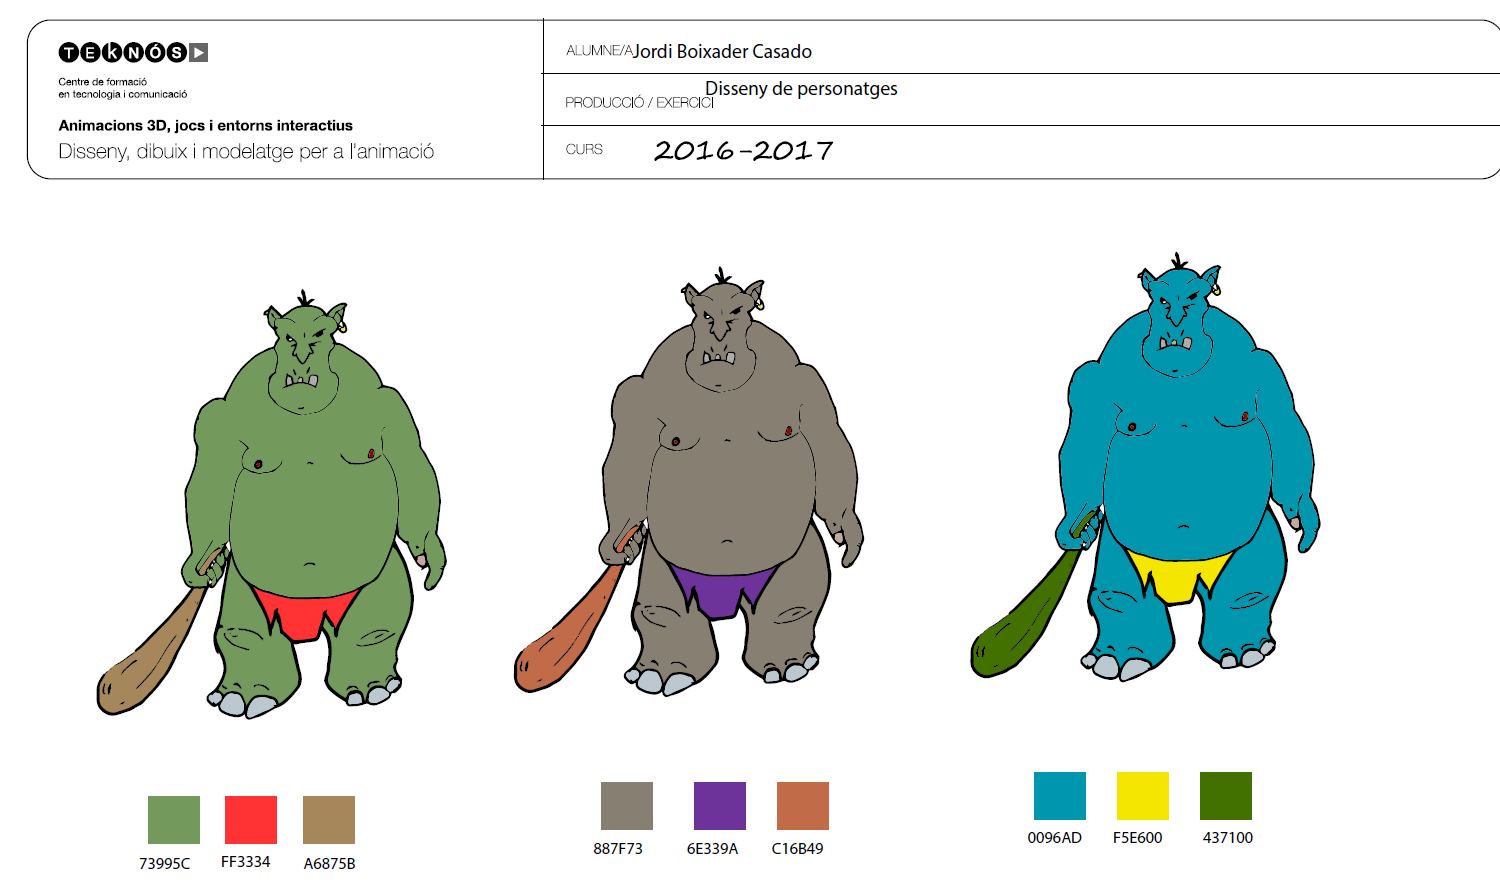 TEKNÓS
Centre de formació
en tecnologia i comunicació
Animacions 3D, jocs i entorns interactius
Disseny, dibuix i modelatge per a l'animació
ALUMNE/A Jordi Boixader Casado
PRODUCCIÓ / EXERCICI Disseny de personatges
CURS 2016-2017
73995C FF3334 A6875B
887F73 6E339A C16B49
0096AD F5E600 437100